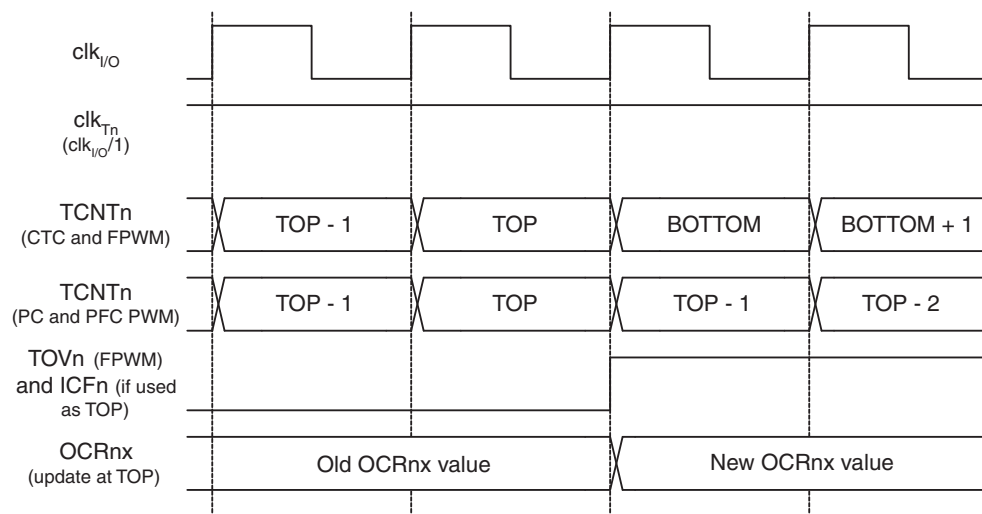 clkI/O
clkTn
(clkI/O/1)
TCNTn
(CTC and FPWM)
TOP - 1 TOP BOTTOM BOTTOM + 1
TCNTn
(PC and PFC PWM)
TOP - 1 TOP TOP - 1 TOP - 2
TOVn (FPWM)
and ICFn (if used
as TOP)
OCRnx
(update at TOP)
Old OCRnx value New OCRnx value